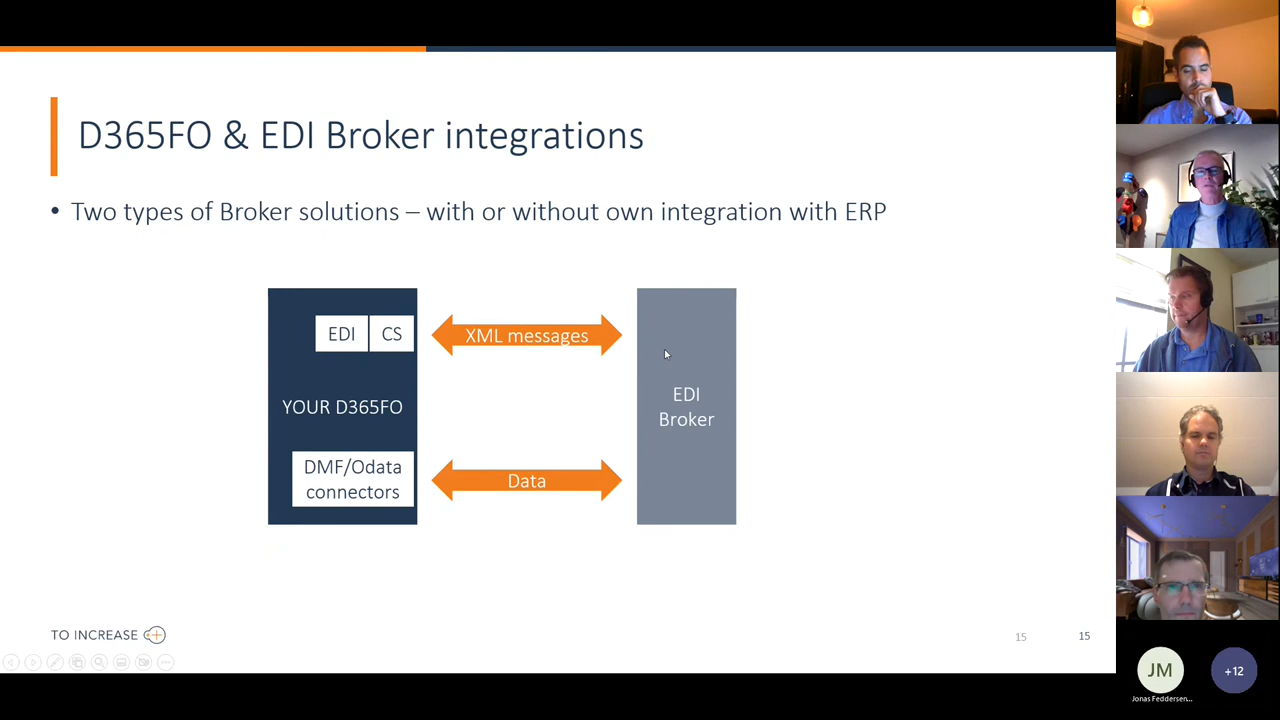 D365FO & EDI Broker integrations
• Two types of Broker solutions – with or without own integration with ERP
EDI CS
XML messages
YOUR D365FO
EDI
Broker
DMF/Odata
connectors
Data
TO INCREASE
15 15
JM
+12
Jonas Feddersen...